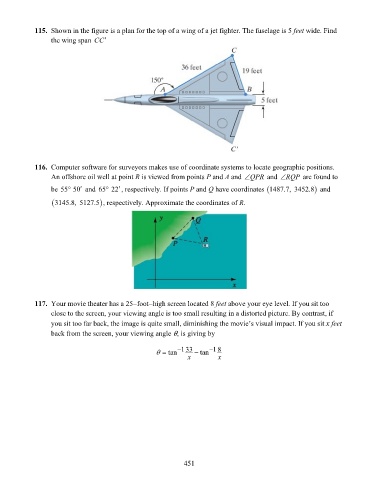 115. Shown in the figure is a plan for the top of a wing of a jet fighter. The fuselage is 5 feet wide. Find
the wing span CC'
C
36 feet
19 feet
150°
A
B
5 feet
C'
116. Computer software for surveyors makes use of coordinate systems to locate geographic positions.
An offshore oil well at point R is viewed from points P and A and ∠QPR and ∠RQP are found to
be 55° 50' and 65° 22', respectively. If points P and Q have coordinates (1487.7, 3452.8) and
(3145.8, 5127.5), respectively. Approximate the coordinates of R.
y
Q
P
R
x
117. Your movie theater has a 25–foot–high screen located 8 feet above your eye level. If you sit too
close to the screen, your viewing angle is too small resulting in a distorted picture. By contrast, if
you sit too far back, the image is quite small, diminishing the movie's visual impact. If you sit x feet
back from the screen, your viewing angle θ, is giving by
θ = tan⁻¹ 33/x − tan⁻¹ 8/x
451